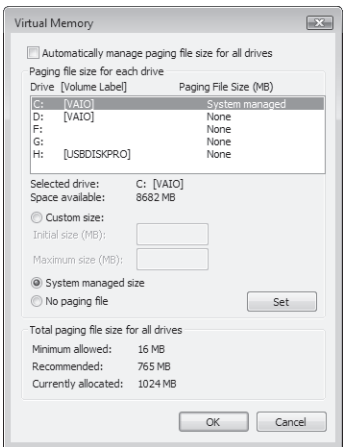 Virtual Memory
Automatically manage paging file size for all drives
Paging file size for each drive
Drive [Volume Label] Paging File Size (MB)
C: [VAIO] System managed
D: [VAIO] None
F: None
G: None
H: [USBDISKPRO] None
Selected drive: C: [VAIO]
Space available: 8682 MB
Custom size:
Initial size (MB):
Maximum size (MB):
System managed size
No paging file Set
Total paging file size for all drives
Minimum allowed: 16 MB
Recommended: 765 MB
Currently allocated: 1024 MB
OK Cancel